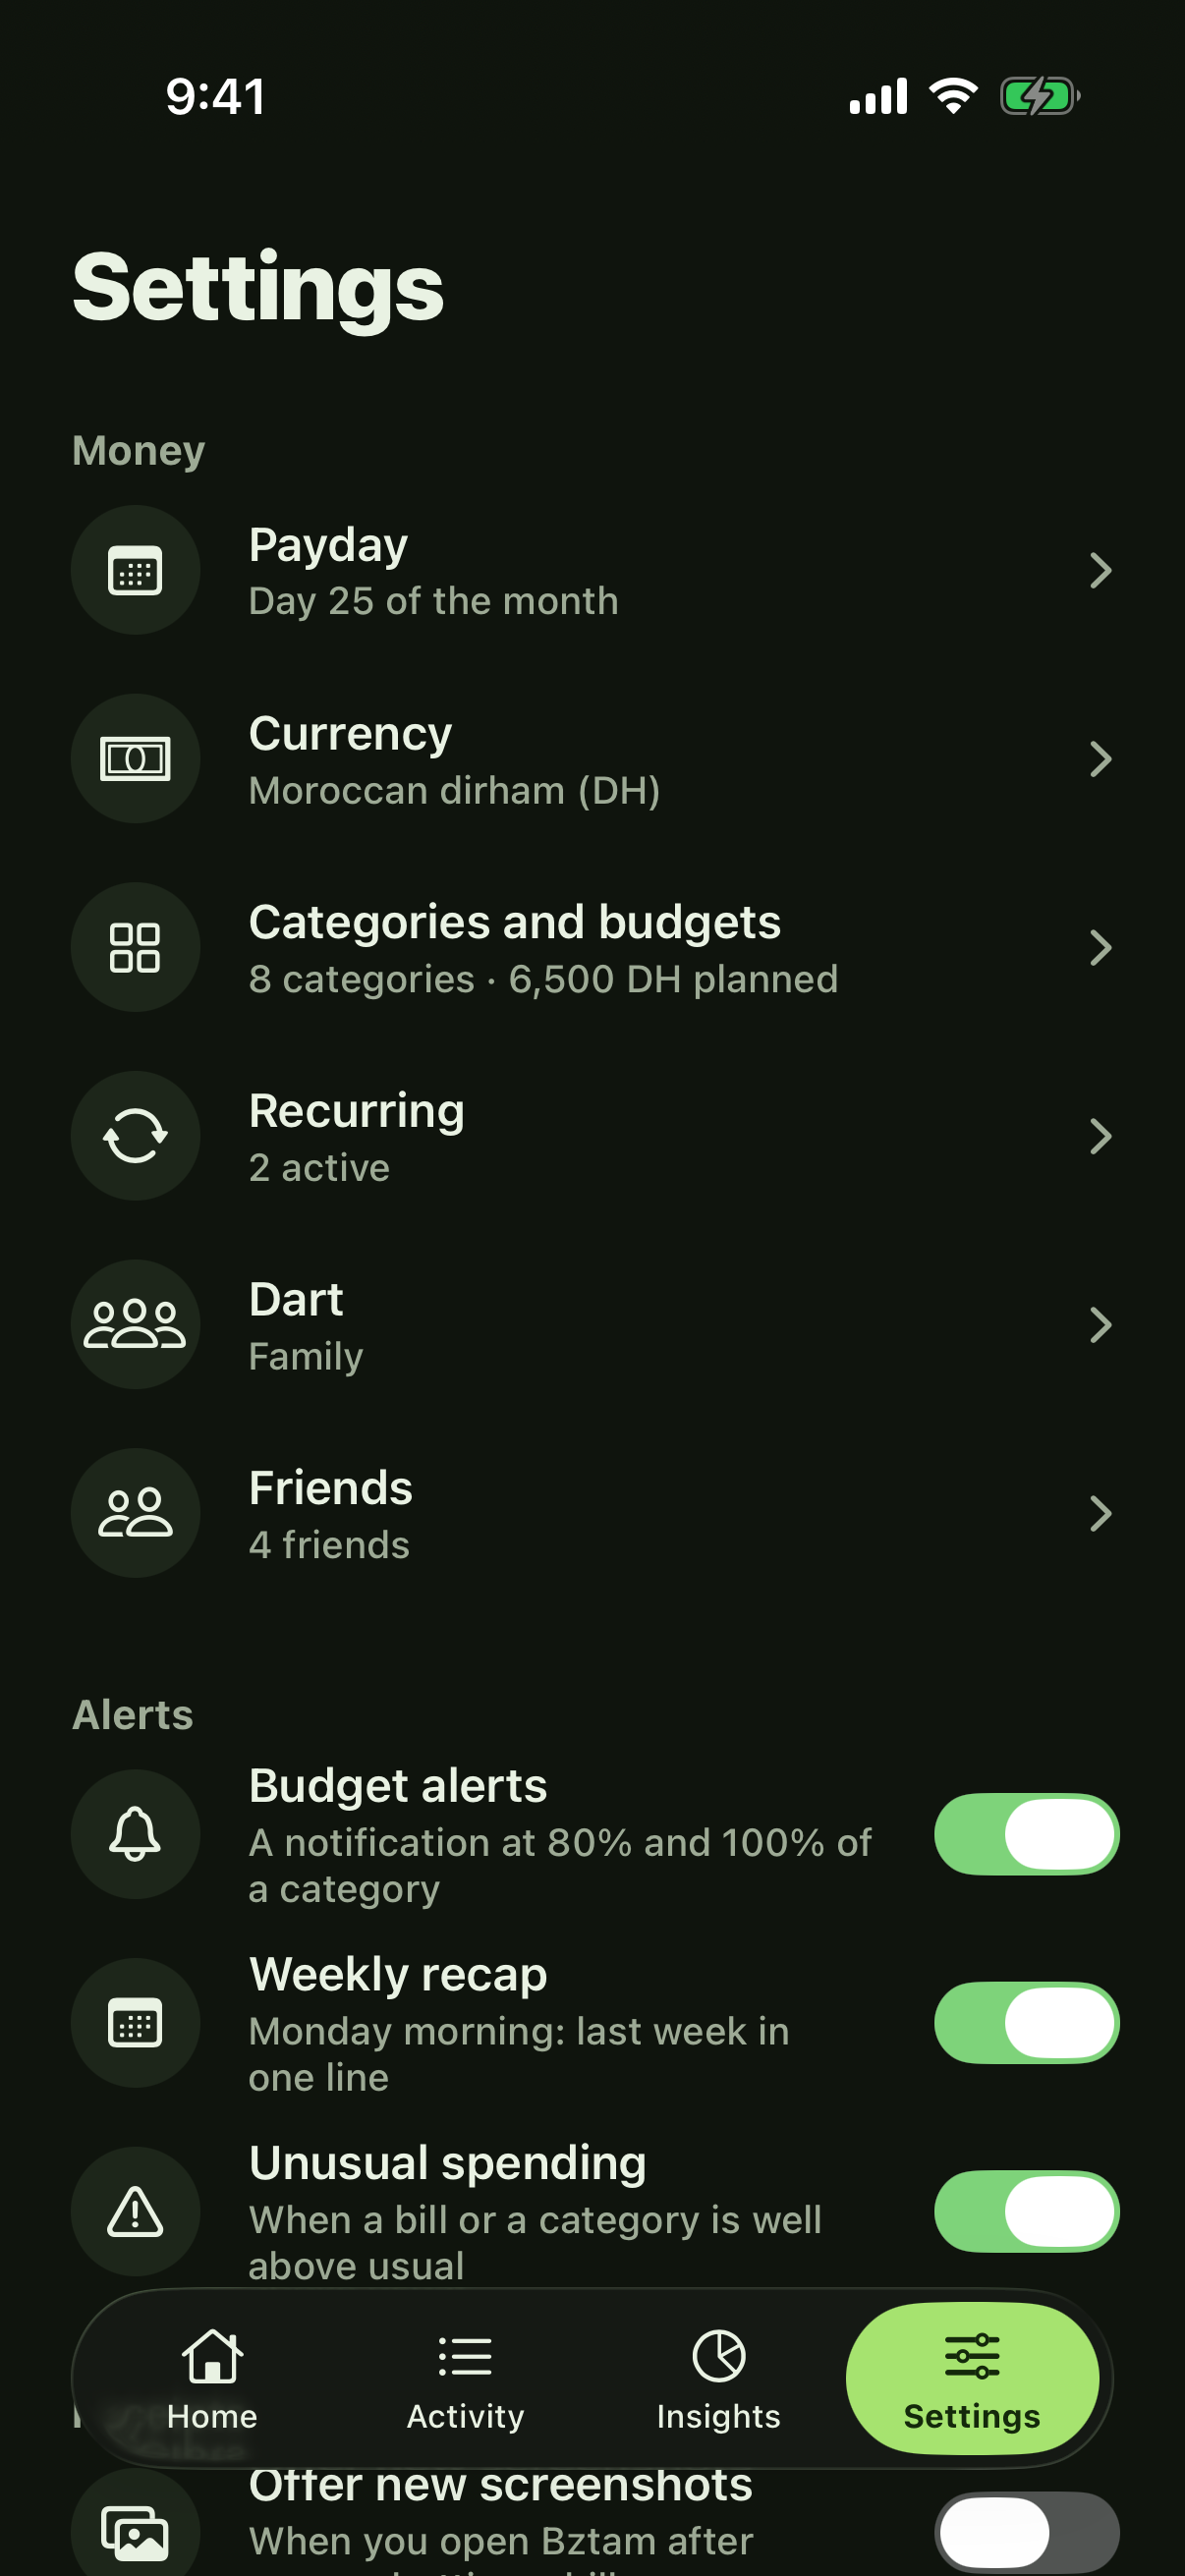 9:41
Settings
Money
Payday
Day 25 of the month
Currency
Moroccan dirham (DH)
Categories and budgets
8 categories · 6,500 DH planned
Recurring
2 active
Dart
Family
Friends
4 friends
Alerts
Budget alerts
A notification at 80% and 100% of
a category
Weekly recap
Monday morning: last week in
one line
Unusual spending
When a bill or a category is well
above usual
Home
Activity
Insights
Settings
Offer new screenshots
When you open Bztam after